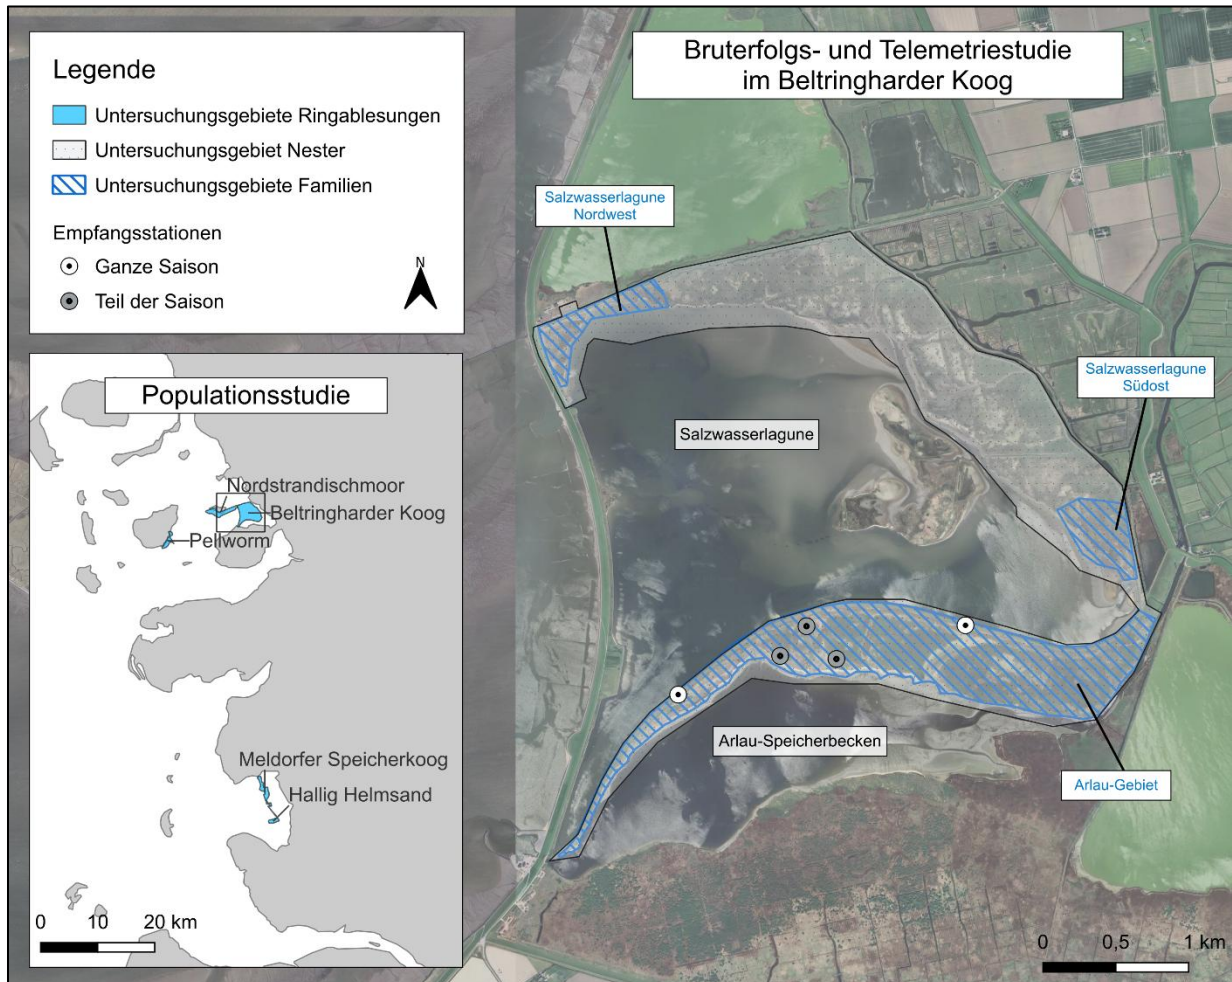 Legende
Untersuchungsgebiete Ringablesungen
Untersuchungsgebiet Nester
Untersuchungsgebiete Familien
Empfangsstationen
Ganze Saison
Teil der Saison
N
Bruterfolgs- und Telemetriestudie
im Beltringharder Koog
Salzwasserlagune
Nordwest
Salzwasserlagune
Südost
Salzwasserlagune
Arlau-Speicherbecken
Arlau-Gebiet
0 0,5 1 km
Populationsstudie
Nordstrandischmoor
Beltringharder Koog
Pellworm
Meldorfer Speicherkoog
Hallig Helmsand
0 10 20 km